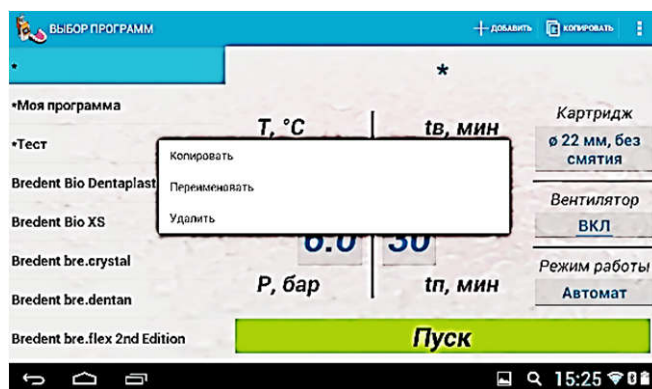 ВЫБОР ПРОГРАММ
ДОБАВИТЬ
КОПИРОВАТЬ
*
*
*Моя программа
*Тест
Bredent Bio Dentaplast
Bredent Bio XS
Bredent bre.crystal
Bredent bre.dentan
Bredent bre.flex 2nd Edition
T, °C
tв, мин
Копировать
Переименовать
Удалить
6.0
30
P, бар
tп, мин
Картридж
ø 22 мм, без
смятия
Вентилятор
ВКЛ
Режим работы
Автомат
Пуск
15:25